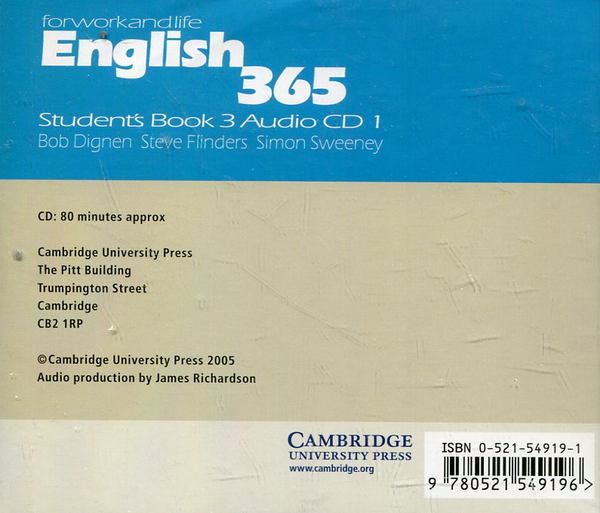 forworkandlife
English
365
Student's Book 3 Audio CD 1
Bob Dignen Steve Flinders Simon Sweeney
CD: 80 minutes approx
Cambridge University Press
The Pitt Building
Trumpington Street
Cambridge
CB2 1RP
©Cambridge University Press 2005
Audio production by James Richardson
CAMBRIDGE
UNIVERSITY PRESS
www.cambridge.org
ISBN 0-521-54919-1
9 780521 549196 >